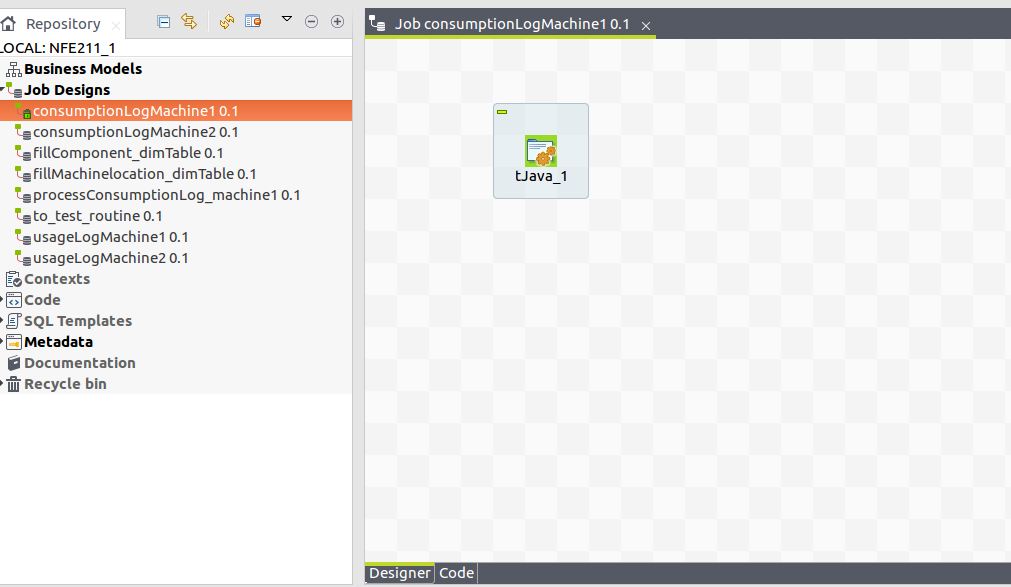 Repository
LOCAL: NFE211_1
Business Models
Job Designs
consumptionLogMachine1 0.1
consumptionLogMachine2 0.1
fillComponent_dimTable 0.1
fillMachinelocation_dimTable 0.1
processConsumptionLog_machine1 0.1
to_test_routine 0.1
usageLogMachine1 0.1
usageLogMachine2 0.1
Contexts
Code
SQL Templates
Metadata
Documentation
Recycle bin
Job consumptionLogMachine1 0.1
tJava_1
Designer Code